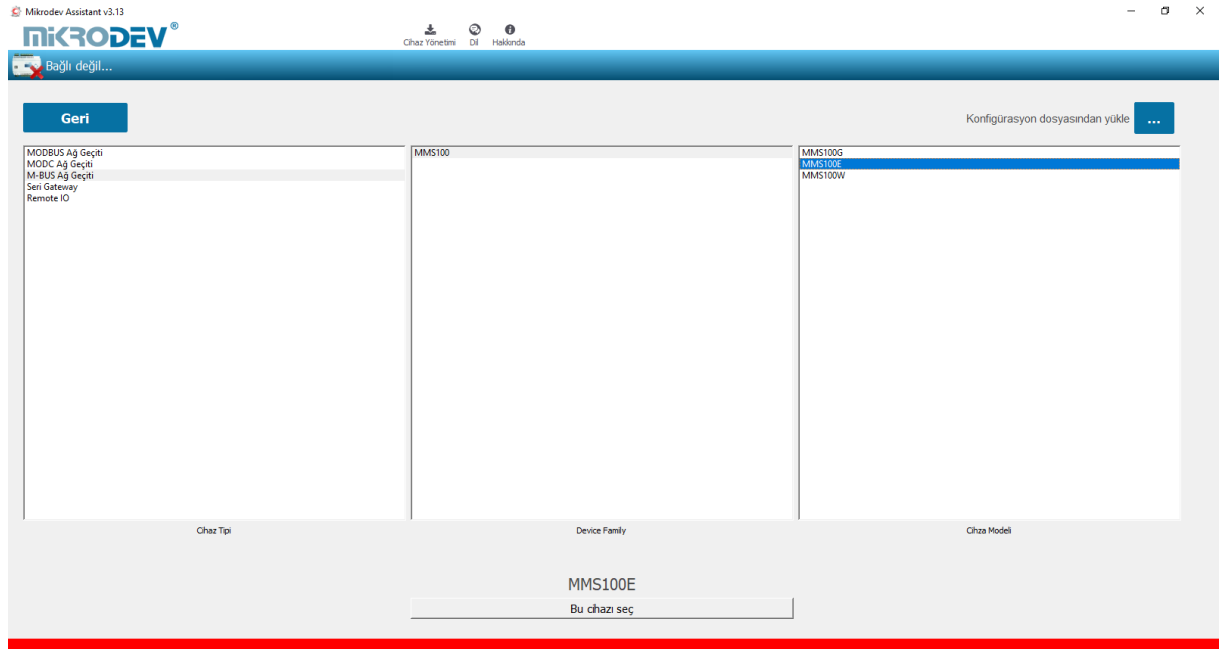 Mikrodev Assistant v3.13
MiKRODEV®
Cihaz Yönetimi Dil Hakkında
Bağlı değil...
Geri
Konfigürasyon dosyasından yükle ...
MODBUS Ağ Geçiti
MODC Ağ Geçiti
M-BUS Ağ Geçiti
Seri Gateway
Remote IO
MMS100
MMS100G
MMS100E
MMS100W
Cihaz Tipi
Device Family
Cihza Modeli
MMS100E
Bu cihazı seç